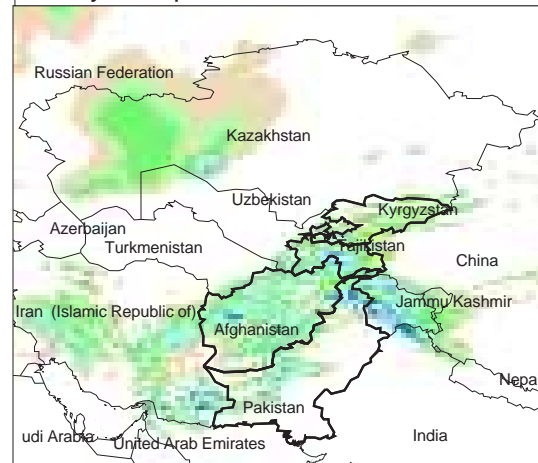 Russian Federation
Kazakhstan
Uzbekistan
Kyrgyzstan
Azerbaijan
Turkmenistan
Tajikistan
China
Iran (Islamic Republic of)
Jammu/Kashmir
Afghanistan
Nepa
Pakistan
udi Arabia
United Arab Emirates
India